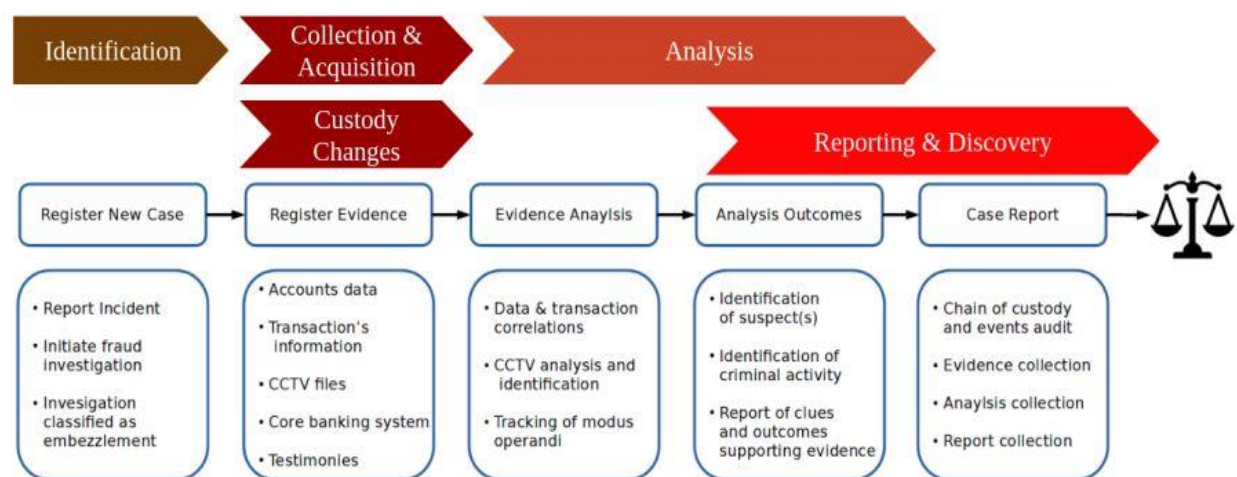 Identification
Collection &
Acquisition
Analysis
Custody
Changes
Reporting & Discovery
Register New Case
Register Evidence
Evidence Anaylsis
Analysis Outcomes
Case Report
• Report Incident
• Initiate fraud
investigation
• Invesigation
classified as
embezzlement
• Accounts data
• Transaction's
information
• CCTV files
• Core banking system
• Testimonies
• Data & transaction
correlations
• CCTV analysis and
identification
• Tracking of modus
operandi
• Identification
of suspect(s)
• Identification of
criminal activity
• Report of clues
and outcomes
supporting evidence
• Chain of custody
and events audit
• Evidence collection
• Anaylsis collection
• Report collection